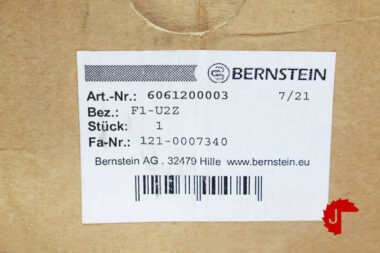 BERNSTEIN
Art.-Nr.: 6061200003 7/21
Bez.: F1-U2Z
Stück: 1
Fa-Nr.: 121-0007340
Bernstein AG . 32479 Hille www.bernstein.eu
J